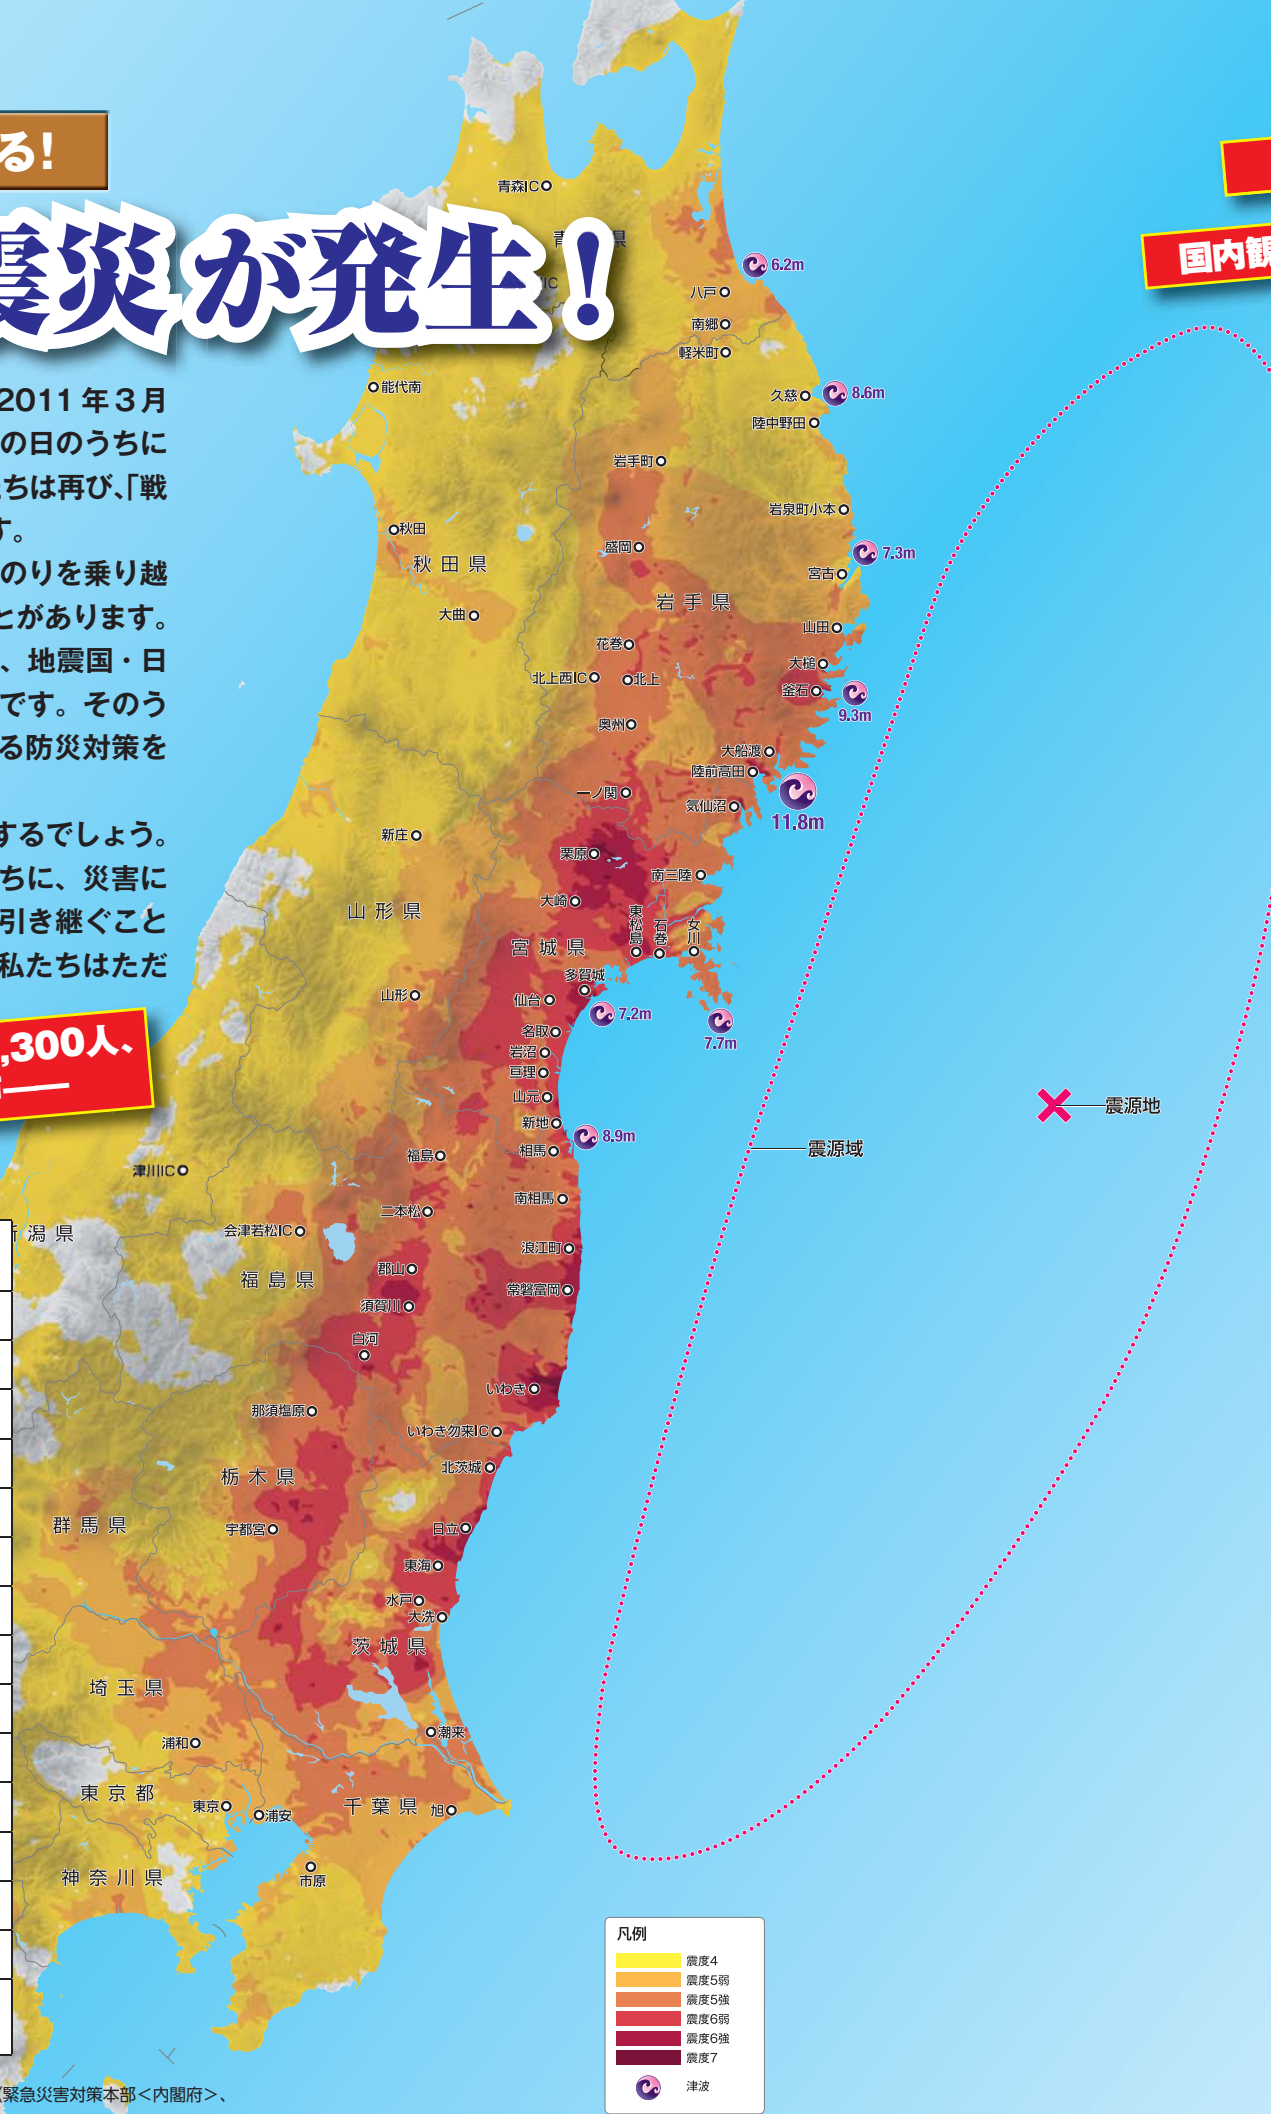 る!
震災が発生!
2011年3月
の日のうちに
ちは再び、「戦
す。
のりを乗り越
とがあります。
、地震国・日
です。そのう
る防災対策を
するでしょう。
ちに、災害に
引き継ぐこと
私たちはただ
,300人、
国内観
青森IC
県
6.2m
八戸
南郷
軽米町
能代南
久慈
8.6m
陸中野田
岩手町
岩泉町小本
秋田
盛岡
7.3m
秋田県
宮古
岩手県
大曲
山田
花巻
大槌
北上西IC
北上
釜石
9.3m
奥州
大船渡
陸前高田
一ノ関
気仙沼
11.8m
新庄
栗原
南三陸
大崎
山形県
東松島
石巻
女川
宮城県
多賀城
山形
仙台
7.2m
名取
7.7m
岩沼
亘理
山元
震源地
新地
8.9m
福島
相馬
震源域
津川IC
南相馬
二本松
会津若松IC
潟県
浪江町
郡山
福島県
常磐富岡
須賀川
白河
いわき
那須塩原
いわき勿来IC
北茨城
栃木県
群馬県
宇都宮
日立
東海
水戸
大洗
茨城県
埼玉県
潮来
浦和
東京都
東京
浦安
千葉県
旭
神奈川県
市原
凡例
震度4
震度5弱
震度5強
震度6弱
震度6強
震度7
津波
緊急災害対策本部＜内閣府＞、